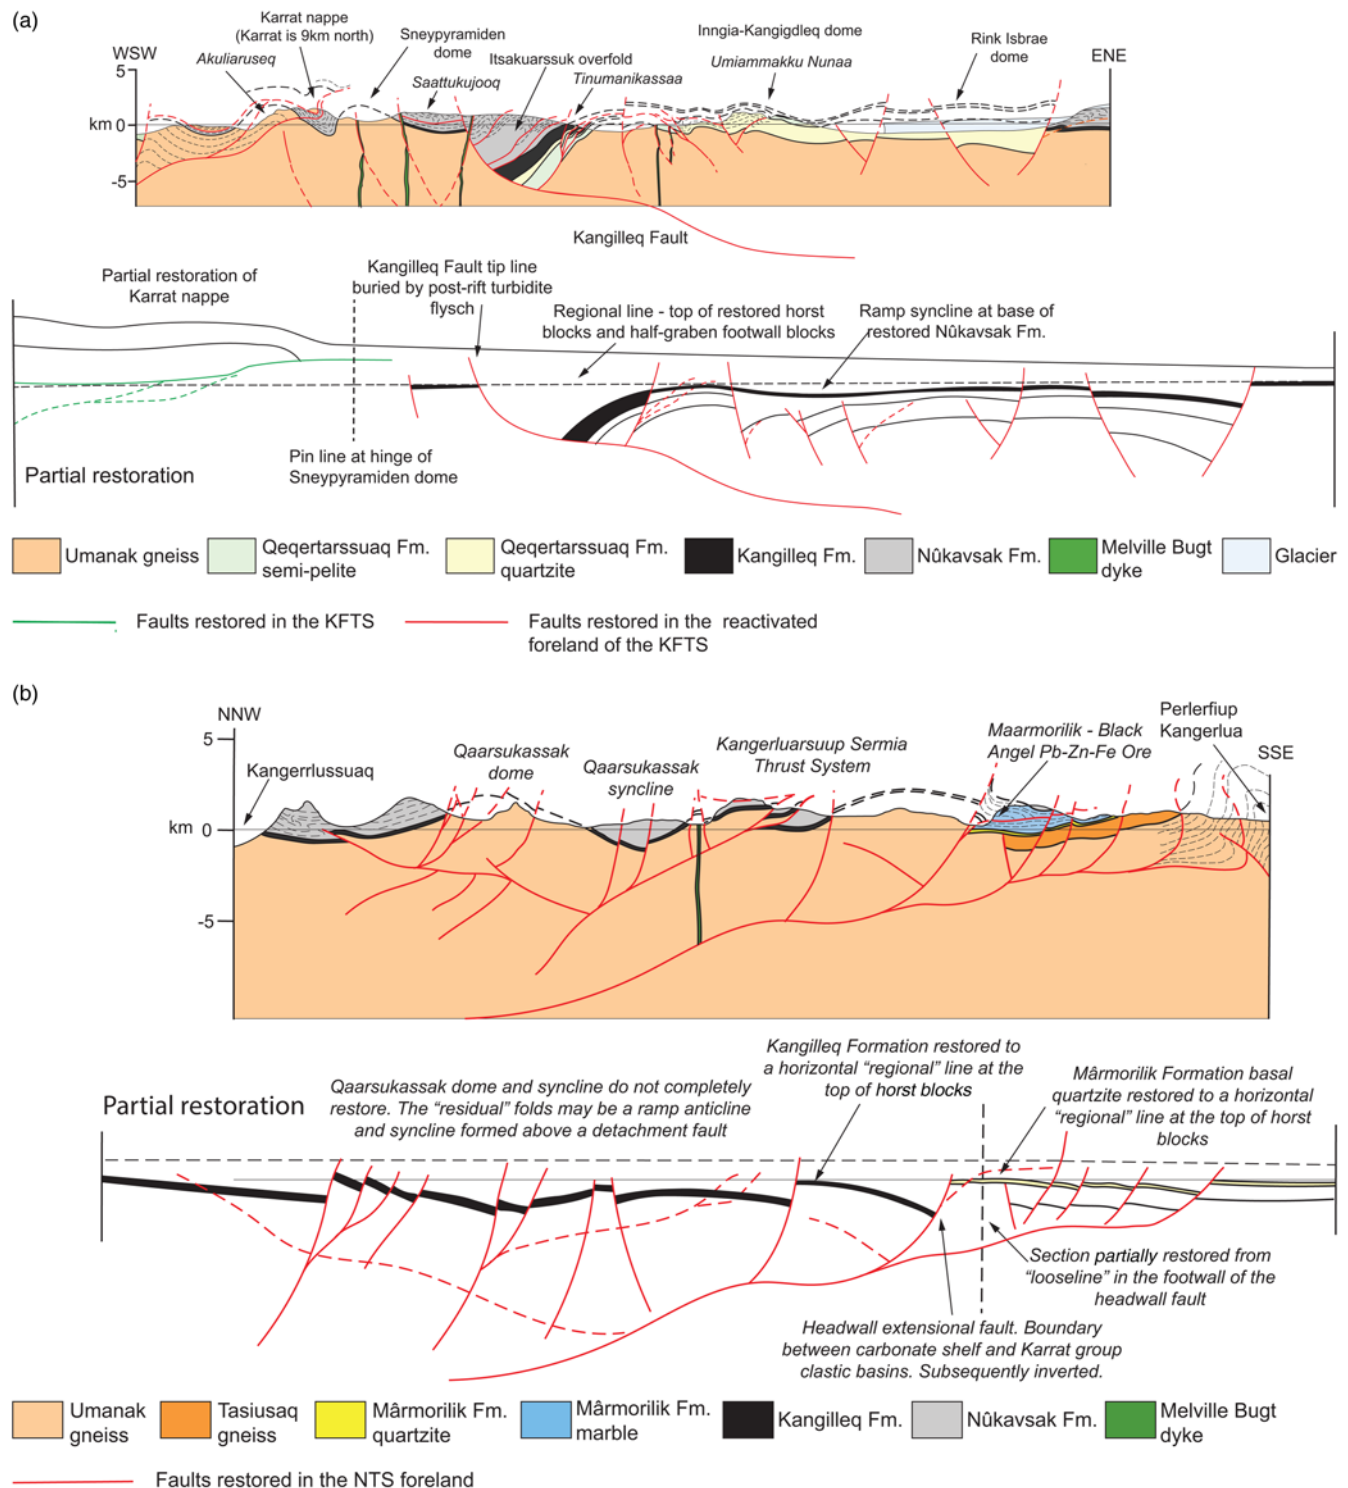 (a)
Karrat nappe
(Karrat is 9km north)
Sneypyramiden
dome
Inngia-Kangigdleq dome
Rink Isbrae
dome
WSW
Akuliaruseq
Itsakuarssuk overfold
Saattukujooq
Tinumanikassaa
Umiammakku Nunaa
ENE
5
km 0
-5
Kangilleq Fault
Partial restoration of
Karrat nappe
Kangilleq Fault tip line
buried by post-rift turbidite
flysch
Regional line - top of restored horst
blocks and half-graben footwall blocks
Ramp syncline at base of
restored Nûkavsak Fm.
Pin line at hinge of
Sneypyramiden dome
Partial restoration
Umanak gneiss
Qeqertarssuaq Fm.
semi-pelite
Qeqertarssuaq Fm.
quartzite
Kangilleq Fm.
Nûkavsak Fm.
Melville Bugt
dyke
Glacier
Faults restored in the KFTS
Faults restored in the reactivated
foreland of the KFTS
(b)
NNW
5
km 0
-5
Kangerrlussuaq
Qaarsukassak
dome
Qaarsukassak
syncline
Kangerluarsuup Sermia
Thrust System
Maarmorilik - Black
Angel Pb-Zn-Fe Ore
Perlerfiup
Kangerlua
SSE
Partial restoration
Qaarsukassak dome and syncline do not completely
restore. The “residual” folds may be a ramp anticline
and syncline formed above a detachment fault
Kangilleq Formation restored to
a horizontal “regional” line at the
top of horst blocks
Mârmorilik Formation basal
quartzite restored to a horizontal
“regional” line at the top of horst
blocks
Section partially restored from
“looseline” in the footwall of the
headwall fault
Headwall extensional fault. Boundary
between carbonate shelf and Karrat group
clastic basins. Subsequently inverted.
Umanak
gneiss
Tasiusaq
gneiss
Mârmorilik Fm.
quartzite
Mârmorilik Fm.
marble
Kangilleq Fm.
Nûkavsak Fm.
Melville Bugt
dyke
Faults restored in the NTS foreland